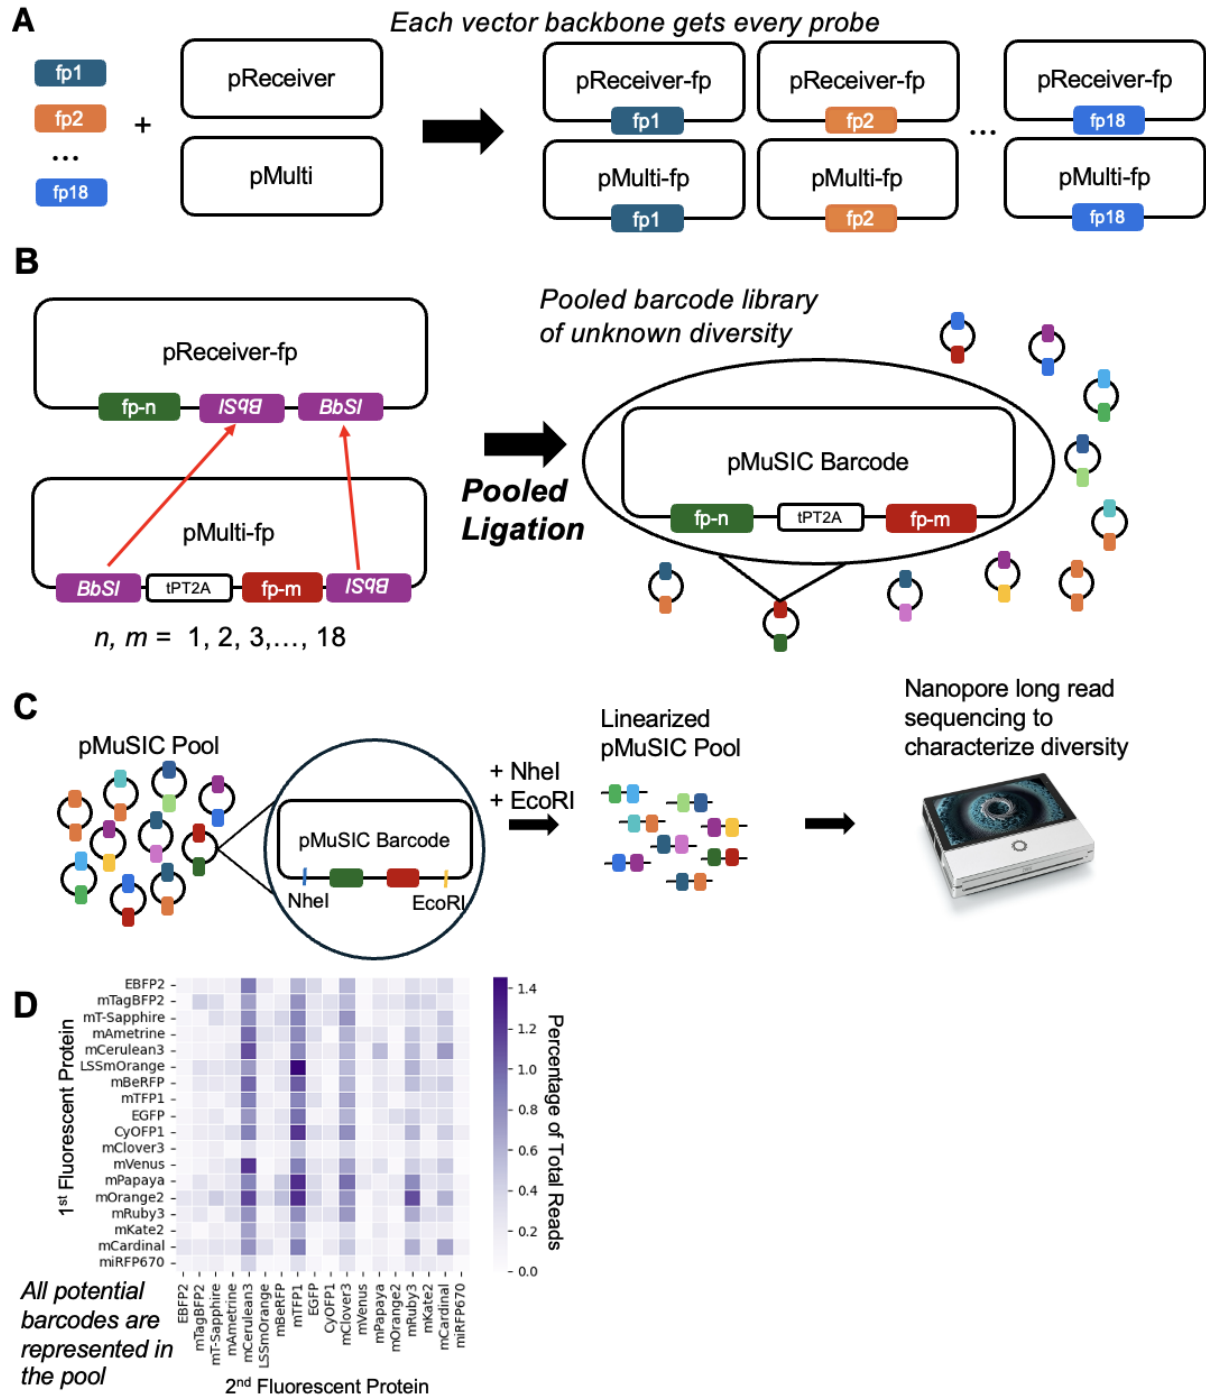 A
Each vector backbone gets every probe
fp1
fp2
...
fp18
+
pReceiver
pMulti
pReceiver-fp
fp1
pReceiver-fp
fp2
...
pReceiver-fp
fp18
pMulti-fp
fp1
pMulti-fp
fp2
pMulti-fp
fp18
B
pReceiver-fp
fp-n
BbSI
BbSI
pMulti-fp
BbSI
tPT2A
fp-m
BbSI
n, m = 1, 2, 3,..., 18
Pooled
Ligation
Pooled barcode library
of unknown diversity
pMuSIC Barcode
fp-n
tPT2A
fp-m
C
pMuSIC Pool
pMuSIC Barcode
NheI
EcoRI
+ NheI
+ EcoRI
Linearized
pMuSIC Pool
Nanopore long read
sequencing to
characterize diversity
D
1st Fluorescent Protein
EBFP2
mTagBFP2
mT-Sapphire
mAmetrine
mCerulean3
LSSmOrange
mBeRFP
mTFP1
EGFP
CyOFP1
mClover3
mVenus
mPapaya
mOrange2
mRuby3
mKate2
mCardinal
miRFP670
EBFP2
mTagBFP2
mT-Sapphire
mAmetrine
mCerulean3
LSSmOrange
mBeRFP
mTFP1
EGFP
CyOFP1
mClover3
mVenus
mPapaya
mOrange2
mRuby3
mKate2
mCardinal
miRFP670
2nd Fluorescent Protein
1.4
1.2
1.0
0.8
0.6
0.4
0.2
0.0
Percentage of Total Reads
All potential
barcodes are
represented in
the pool